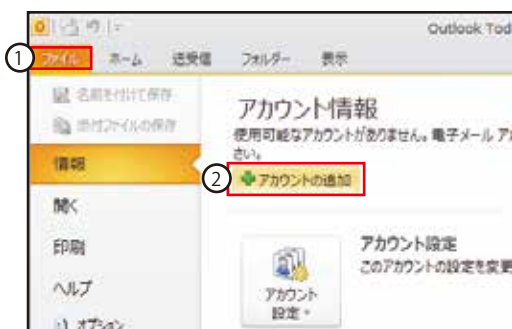 Outlook Tod
① ファイル ホーム 送受信 フォルダー 表示
名前を付けて保存
添付ファイルの保存
アカウント情報
使用可能なアカウントがありません。電子メール ア
さい。
情報
② アカウントの追加
開く
印刷
アカウント設定
このアカウントの設定を変更
ヘルプ
アカウント
設定
オプション